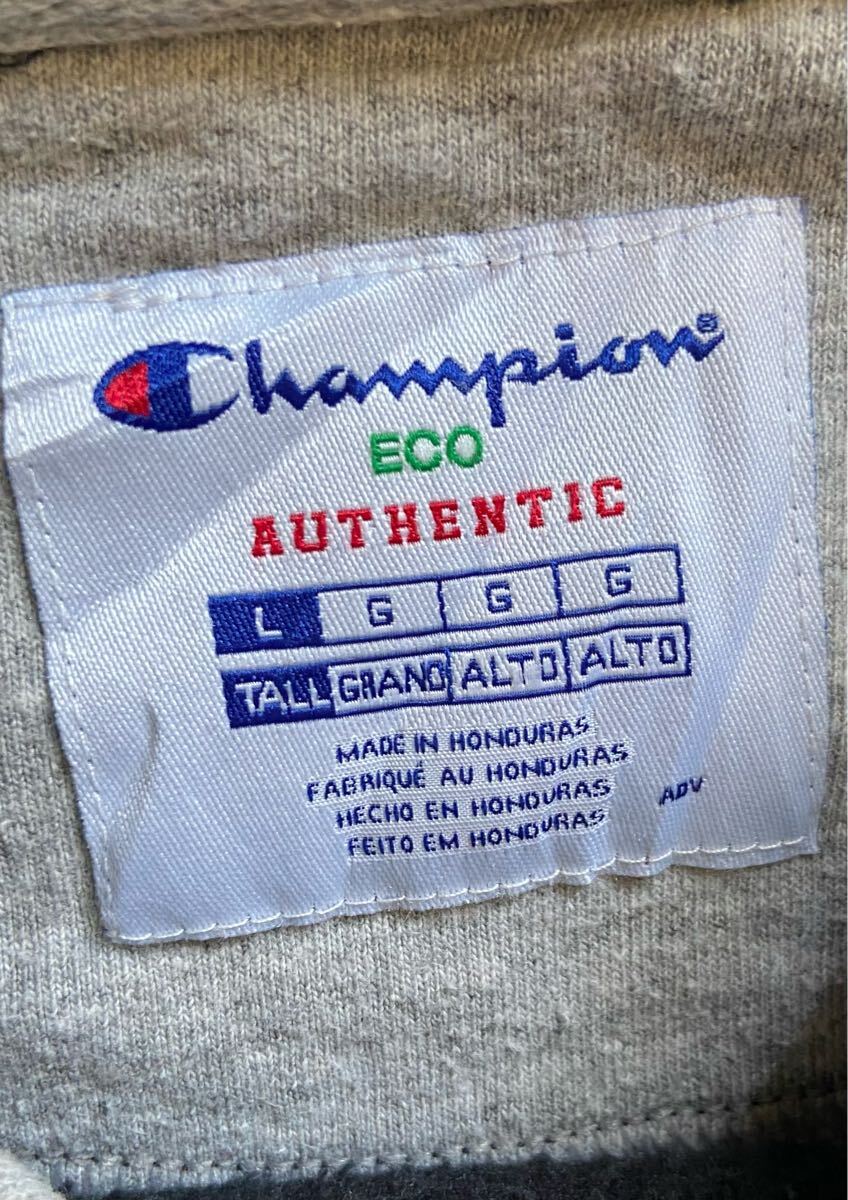 Champion®
ECO
AUTHENTIC
L G G G
TALL GRAND ALTO ALTO
MADE IN HONDURAS
FABRIQUÉ AU HONDURAS
HECHO EN HONDURAS
FEITO EM HONDURAS
ADV